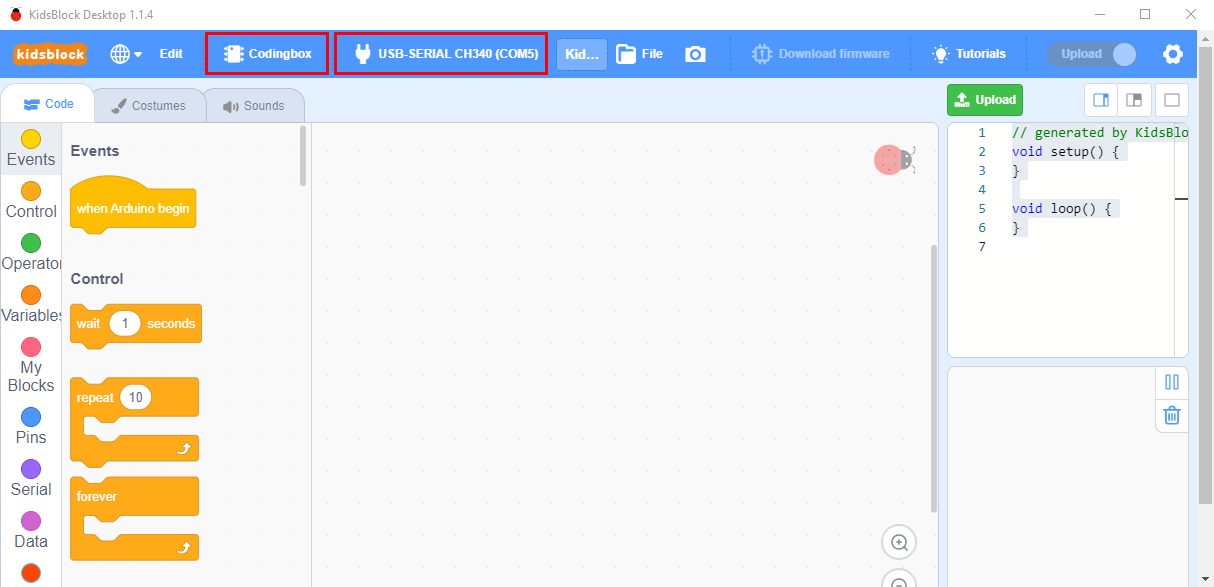 KidsBlock Desktop 1.1.4
kidsblock
Edit
Codingbox
USB-SERIAL CH340 (COM5)
Kid...
File
Download firmware
Tutorials
Upload
Code
Costumes
Sounds
Upload
Events
Control
Operator
Variables
My
Blocks
Pins
Serial
Data
Events
when Arduino begin
Control
wait 1 seconds
repeat 10
forever
1 // generated by KidsBlo
2 void setup() {
3 }
4
5 void loop() {
6 }
7